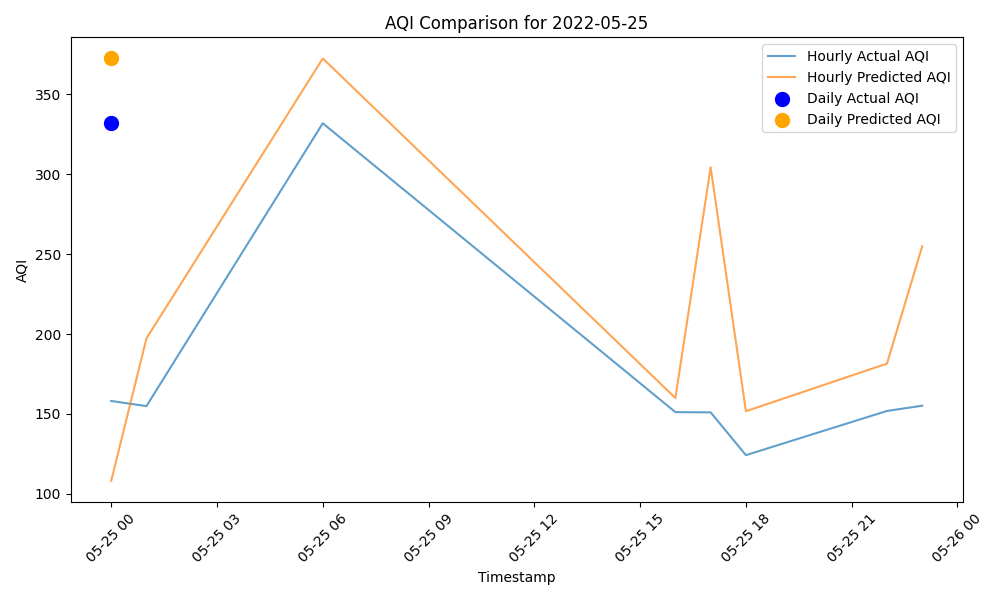 AQI Comparison for 2022-05-25
Hourly Actual AQI
Hourly Predicted AQI
Daily Actual AQI
Daily Predicted AQI
AQI
350
300
250
200
150
100
05-25 00
05-25 03
05-25 06
05-25 09
05-25 12
05-25 15
05-25 18
05-25 21
05-26 00
Timestamp